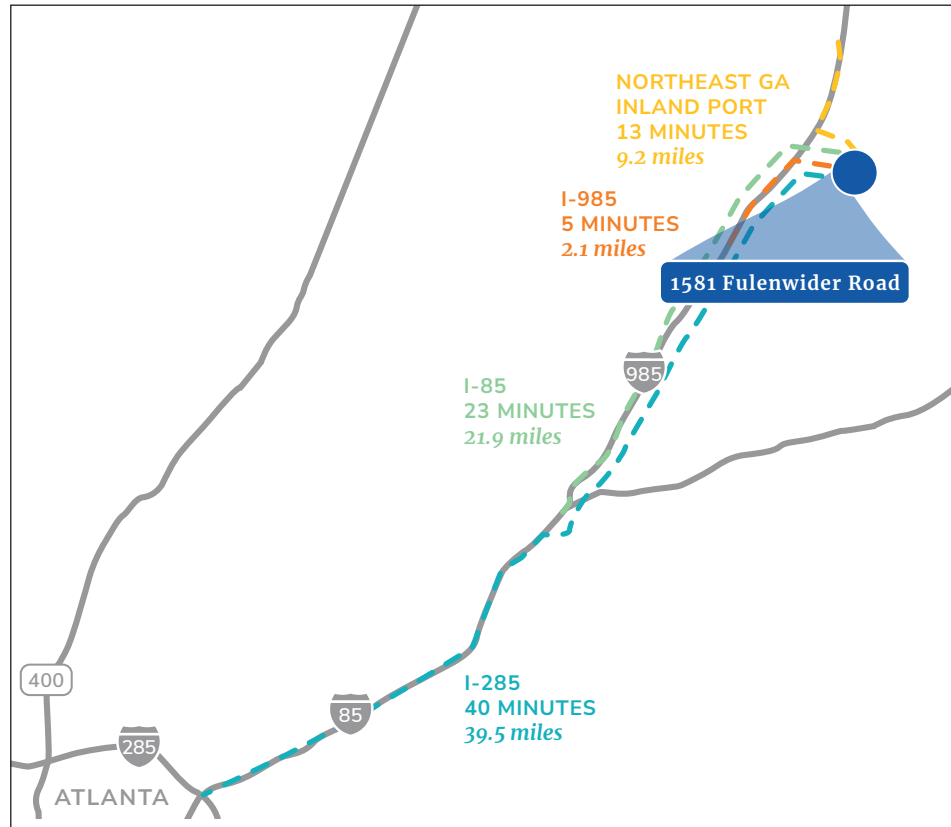 NORTHEAST GA
INLAND PORT
13 MINUTES
9.2 miles
I-985
5 MINUTES
2.1 miles
1581 Fulenwider Road
985
I-85
23 MINUTES
21.9 miles
I-285
40 MINUTES
39.5 miles
400
85
285
ATLANTA